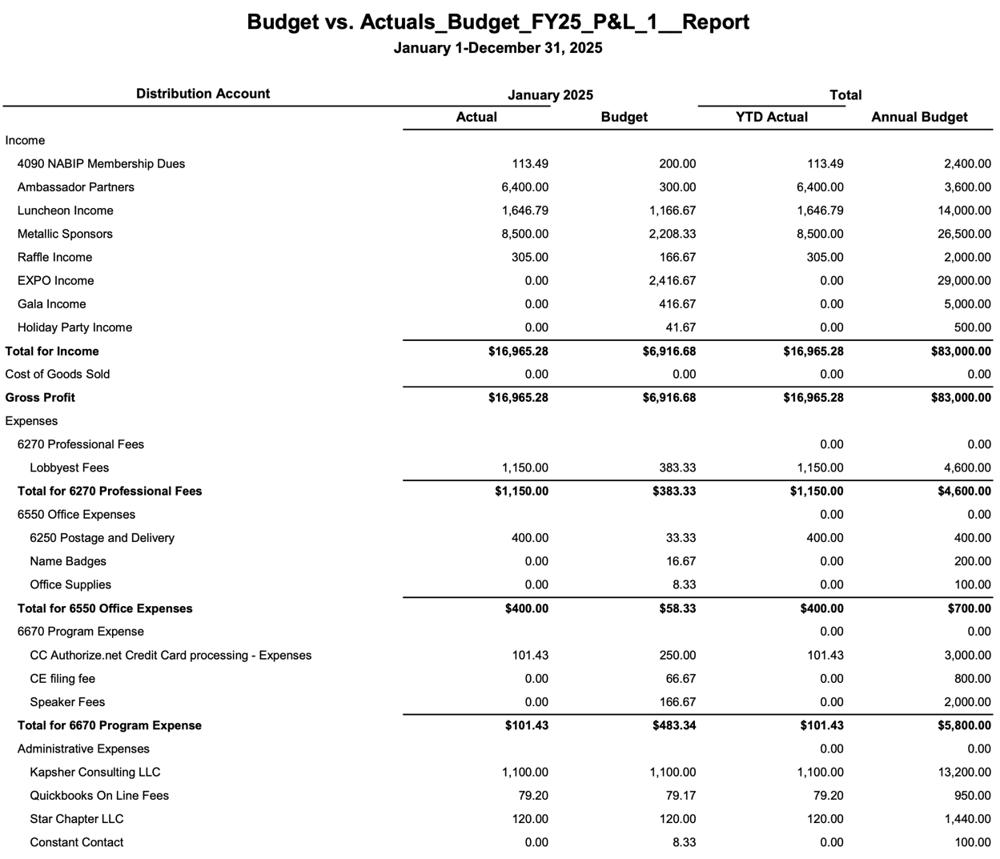 Budget vs. Actuals_Budget_FY25_P&L_1__Report
January 1-December 31, 2025
Distribution Account January 2025 Total
Actual Budget YTD Actual Annual Budget
Income
4090 NABIP Membership Dues 113.49 200.00 113.49 2,400.00
Ambassador Partners 6,400.00 300.00 6,400.00 3,600.00
Luncheon Income 1,646.79 1,166.67 1,646.79 14,000.00
Metallic Sponsors 8,500.00 2,208.33 8,500.00 26,500.00
Raffle Income 305.00 166.67 305.00 2,000.00
EXPO Income 0.00 2,416.67 0.00 29,000.00
Gala Income 0.00 416.67 0.00 5,000.00
Holiday Party Income 0.00 41.67 0.00 500.00
Total for Income $16,965.28 $6,916.68 $16,965.28 $83,000.00
Cost of Goods Sold 0.00 0.00 0.00 0.00
Gross Profit $16,965.28 $6,916.68 $16,965.28 $83,000.00
Expenses
6270 Professional Fees 0.00 0.00
Lobbyest Fees 1,150.00 383.33 1,150.00 4,600.00
Total for 6270 Professional Fees $1,150.00 $383.33 $1,150.00 $4,600.00
6550 Office Expenses 0.00 0.00
6250 Postage and Delivery 400.00 33.33 400.00 400.00
Name Badges 0.00 16.67 0.00 200.00
Office Supplies 0.00 8.33 0.00 100.00
Total for 6550 Office Expenses $400.00 $58.33 $400.00 $700.00
6670 Program Expense 0.00 0.00
CC Authorize.net Credit Card processing - Expenses 101.43 250.00 101.43 3,000.00
CE filing fee 0.00 66.67 0.00 800.00
Speaker Fees 0.00 166.67 0.00 2,000.00
Total for 6670 Program Expense $101.43 $483.34 $101.43 $5,800.00
Administrative Expenses 0.00 0.00
Kapsher Consulting LLC 1,100.00 1,100.00 1,100.00 13,200.00
Quickbooks On Line Fees 79.20 79.17 79.20 950.00
Star Chapter LLC 120.00 120.00 120.00 1,440.00
Constant Contact 0.00 8.33 0.00 100.00